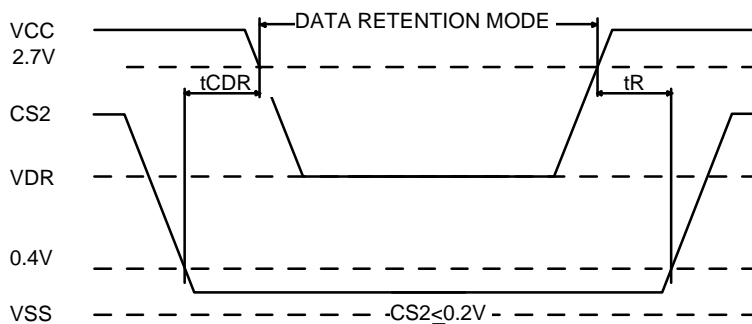 VCC
DATA RETENTION MODE
2.7V
tCDR
tR
CS2
VDR
0.4V
VSS
CS2≤0.2V